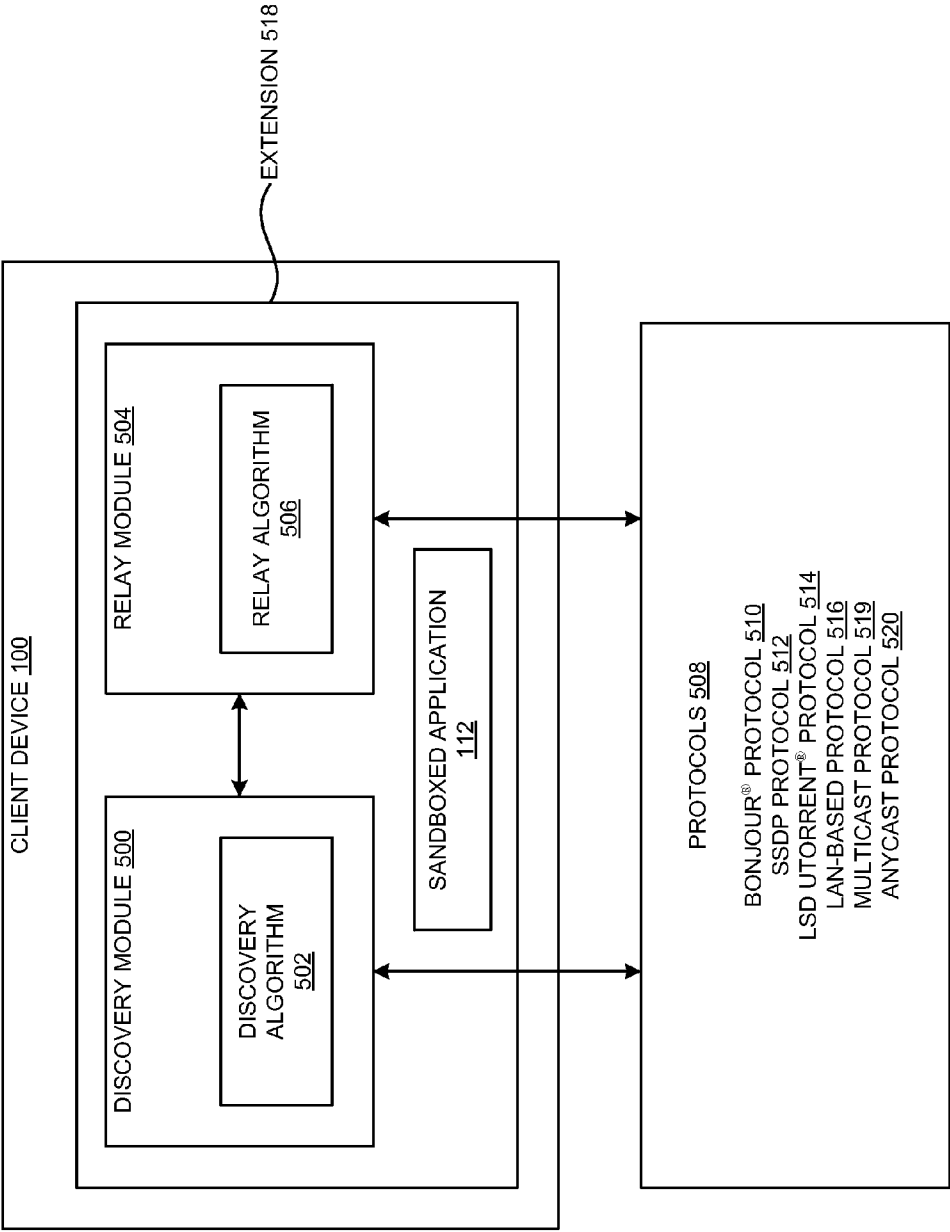 CLIENT DEVICE 100
EXTENSION 518
DISCOVERY MODULE 500
DISCOVERY
ALGORITHM
502
RELAY MODULE 504
RELAY ALGORITHM
506
SANDBOXED APPLICATION
112
PROTOCOLS 508
BONJOUR® PROTOCOL 510
SSDP PROTOCOL 512
LSD UTORRENT® PROTOCOL 514
LAN-BASED PROTOCOL 516
MULTICAST PROTOCOL 519
ANYCAST PROTOCOL 520